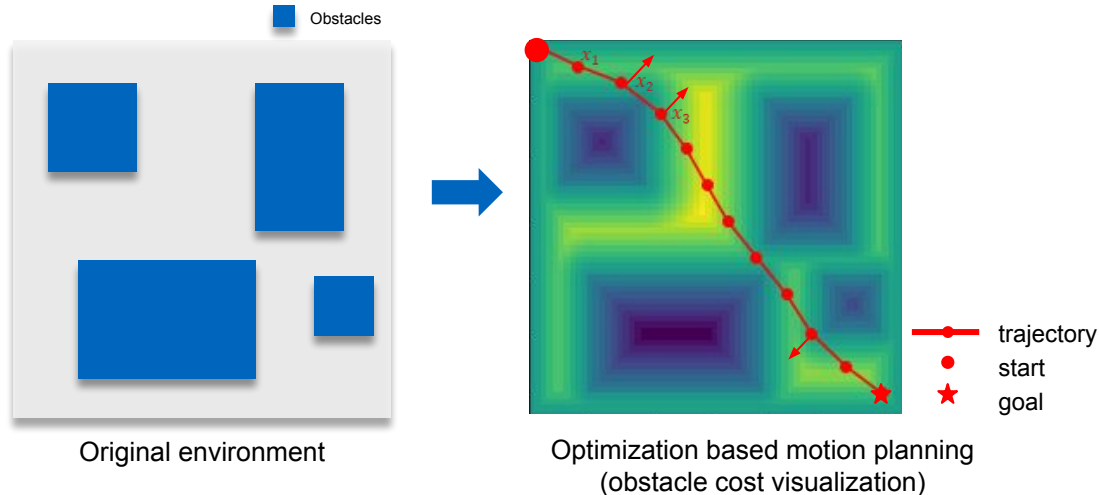 Obstacles
x₁
x₂
x₃
trajectory
start
goal
Original environment
Optimization based motion planning
(obstacle cost visualization)